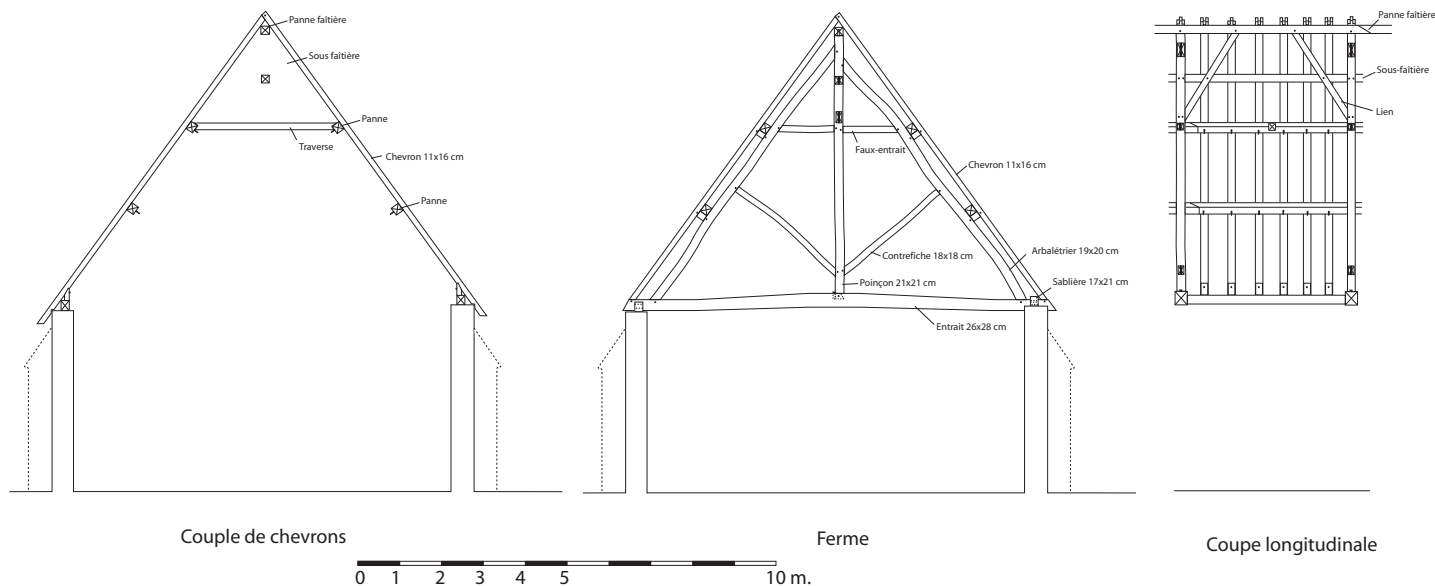 Panne faîtière
Sous faîtière
Panne
Traverse
Chevron 11x16 cm
Panne
Couple de chevrons
Faux-entrait
Chevron 11x16 cm
Contrefiche 18x18 cm
Arbalétrier 19x20 cm
Poinçon 21x21 cm
Sablière 17x21 cm
Entrait 26x28 cm
Ferme
Panne faîtière
Sous-faîtière
Lien
Coupe longitudinale
0 1 2 3 4 5 10 m.